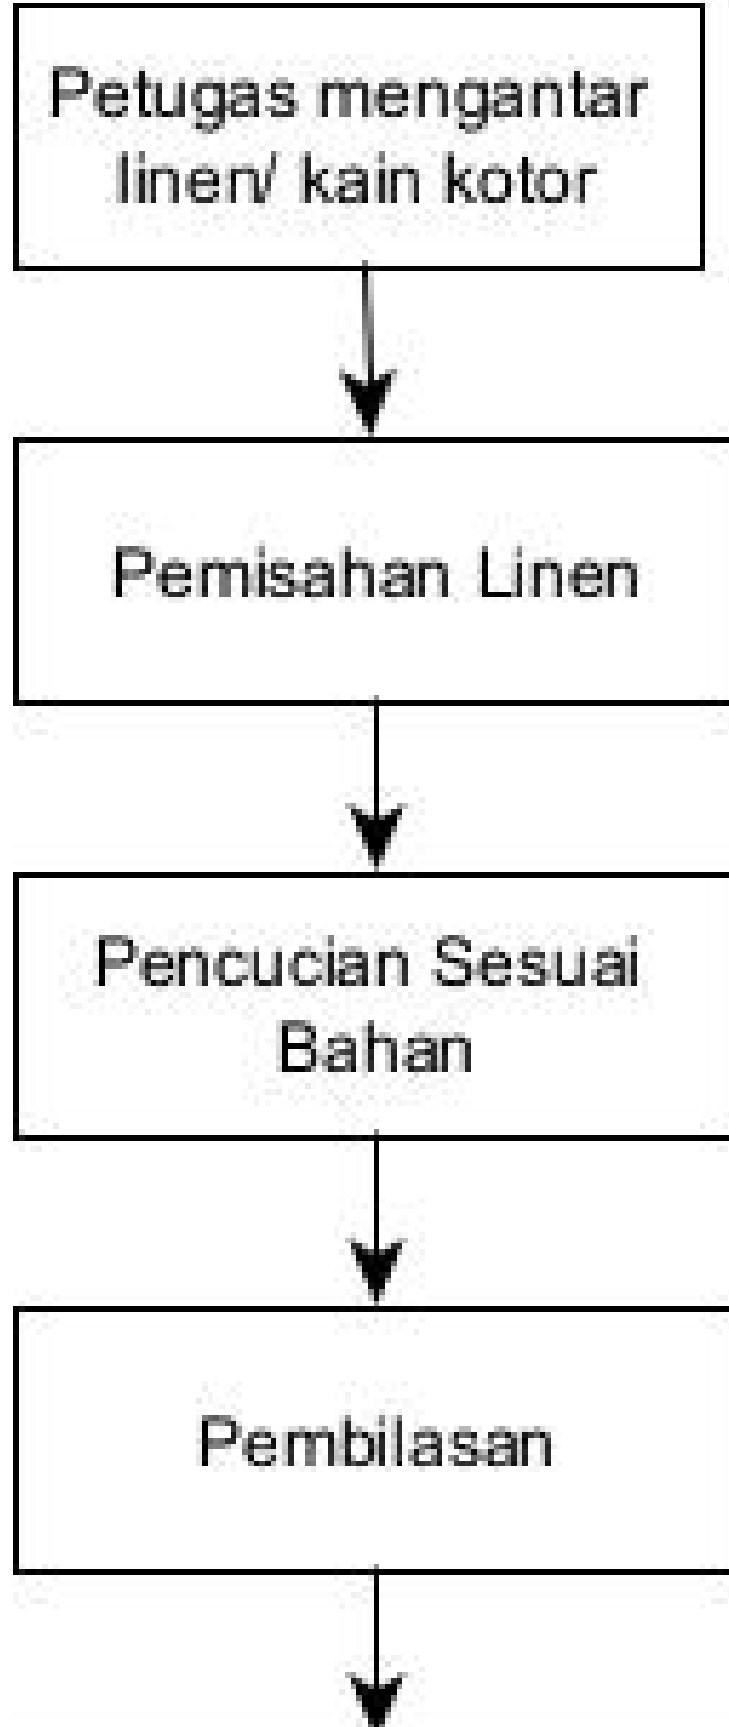 Petugas mengantar
linen/ kain kotor
Pemisahan Linen
Pencucian Sesuai
Bahan
Pembilasan